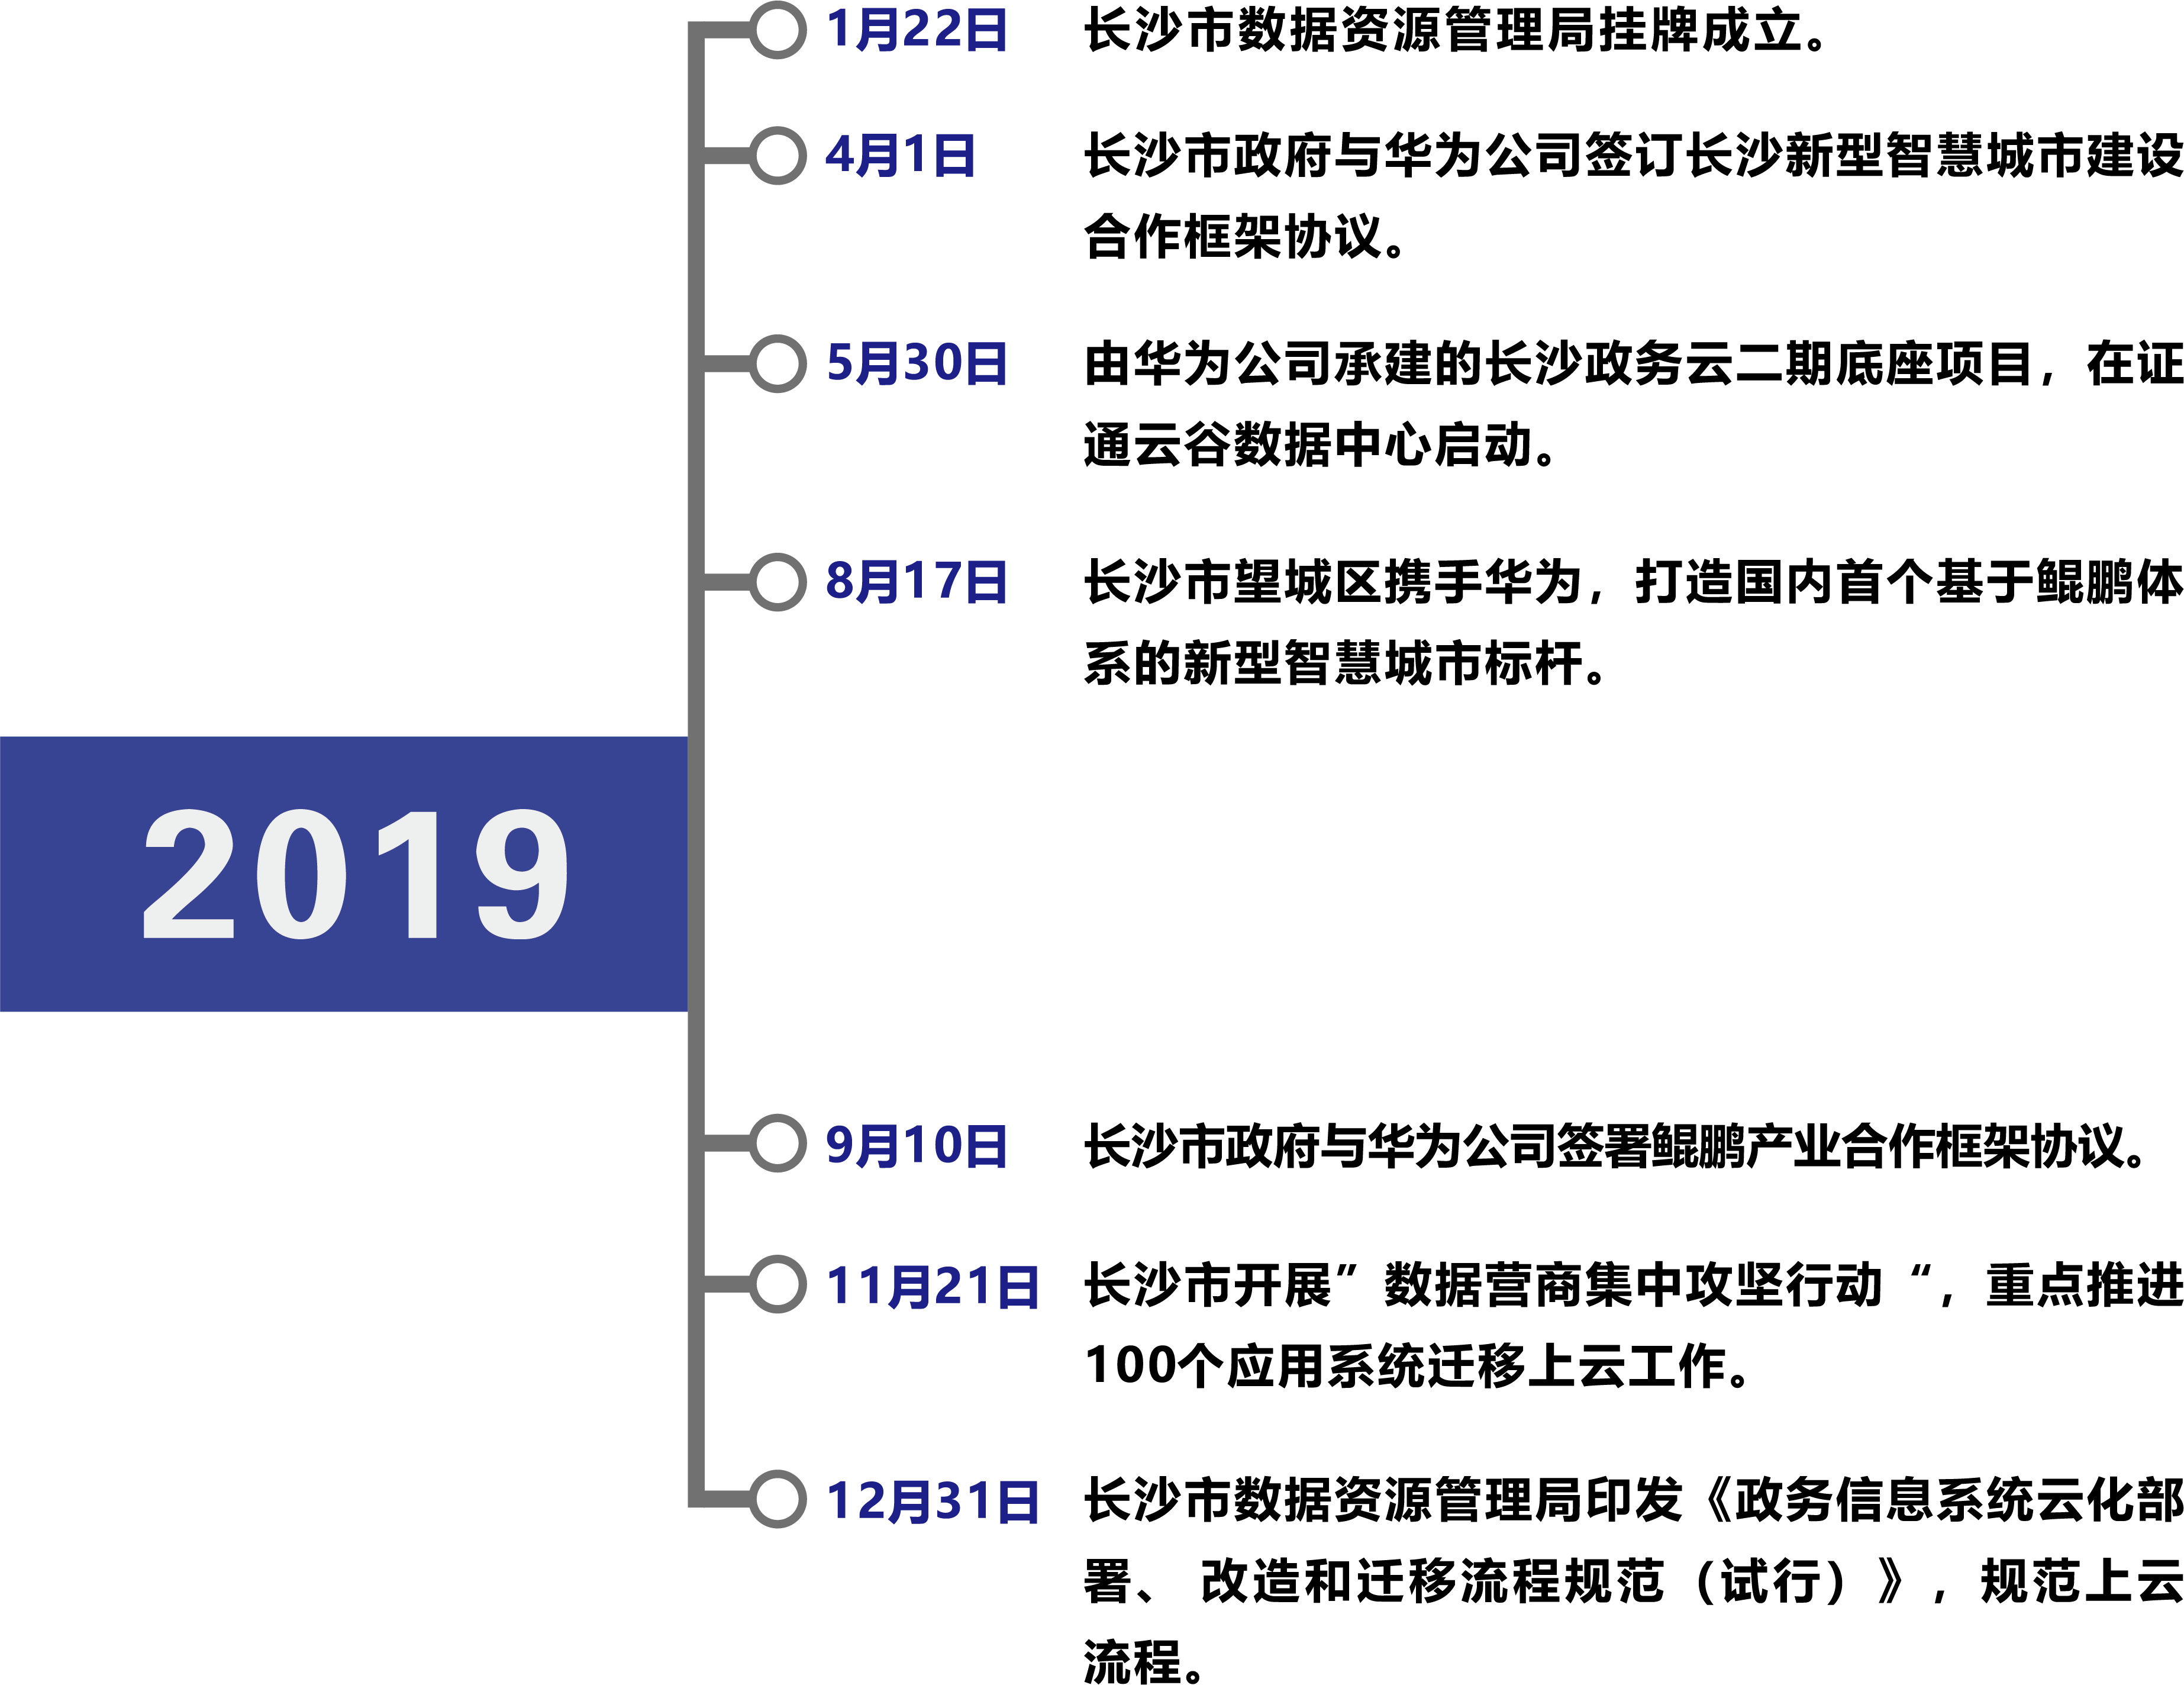 1月22日 长沙市数据资源管理局挂牌成立。
4月1日 长沙市政府与华为公司签订长沙新型智慧城市建设
合作框架协议。
5月30日 由华为公司承建的长沙政务云二期底座项目，在证
通云谷数据中心启动。
8月17日 长沙市望城区携手华为，打造国内首个基于鲲鹏体
系的新型智慧城市标杆。
2019
9月10日 长沙市政府与华为公司签署鲲鹏产业合作框架协议。
11月21日 长沙市开展”数据营商集中攻坚行动“，重点推进
100个应用系统迁移上云工作。
12月31日 长沙市数据资源管理局印发《政务信息系统云化部
署、 改造和迁移流程规范（试行）》，规范上云
流程。